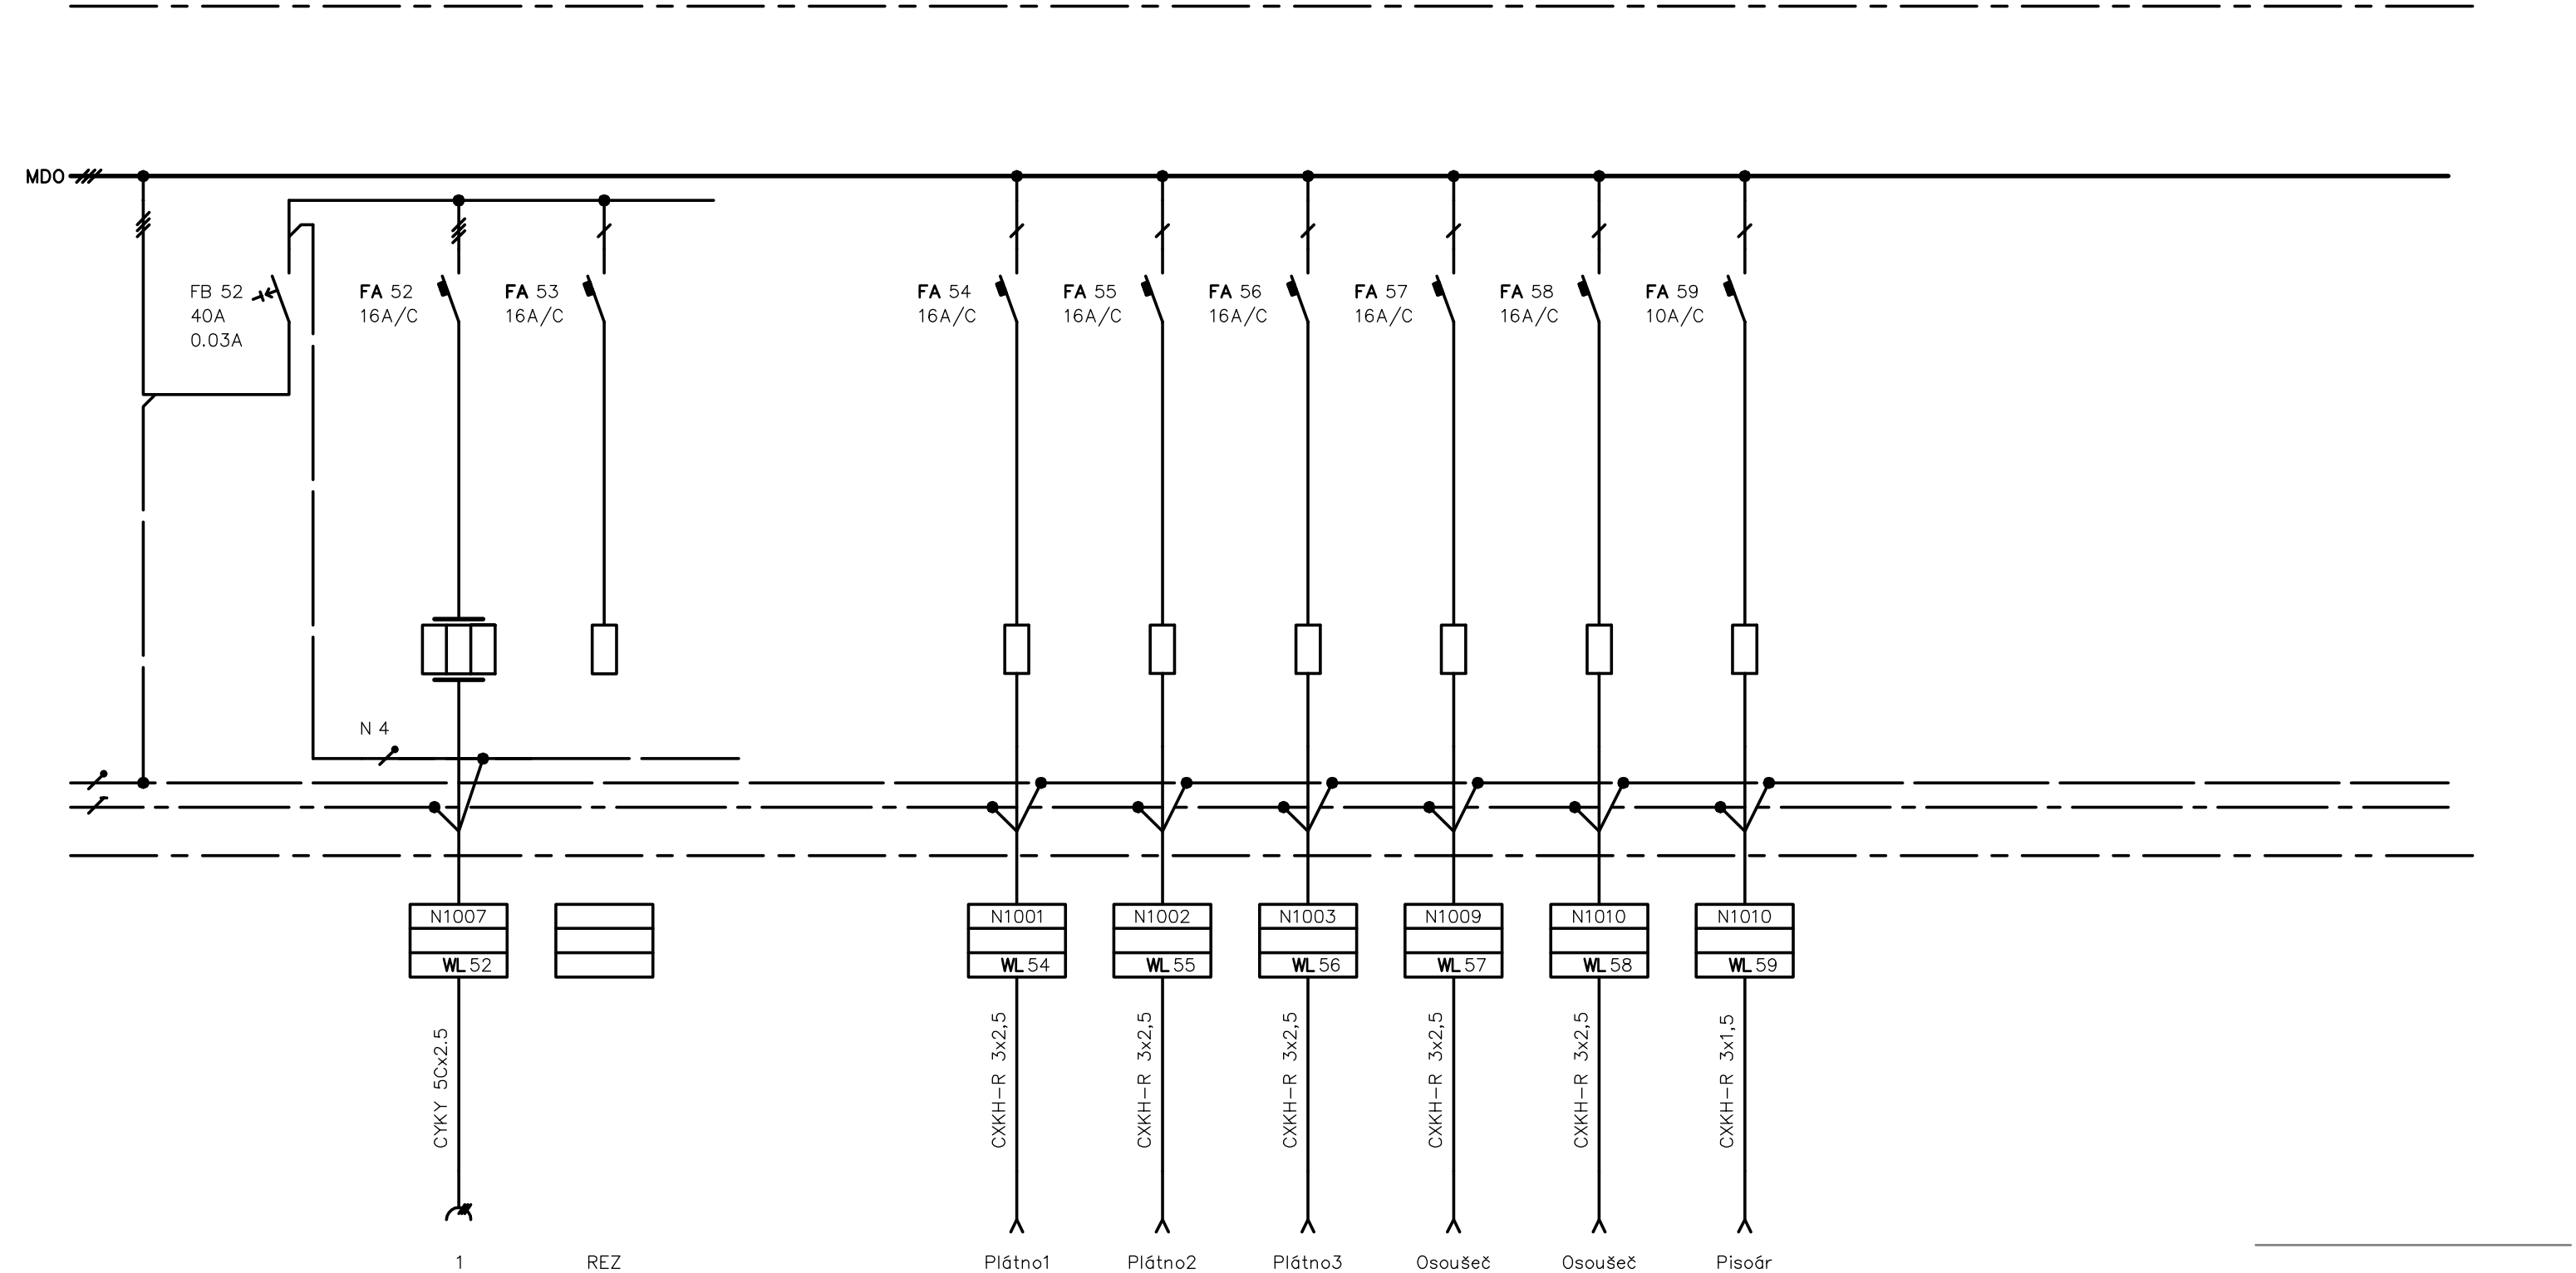 MDO
FB 52
40A
0.03A
FA 52
16A/C
FA 53
16A/C
FA 54
16A/C
FA 55
16A/C
FA 56
16A/C
FA 57
16A/C
FA 58
16A/C
FA 59
10A/C
N 4
N1007
WL 52
N1001
WL 54
N1002
WL 55
N1003
WL 56
N1009
WL 57
N1010
WL 58
N1010
WL 59
CYKY 5Cx2.5
CXKH-R 3x2,5
CXKH-R 3x2,5
CXKH-R 3x2,5
CXKH-R 3x2,5
CXKH-R 3x2,5
CXKH-R 3x1,5
1
REZ
Plátno1
Plátno2
Plátno3
Osoušeč
Osoušeč
Pisoár